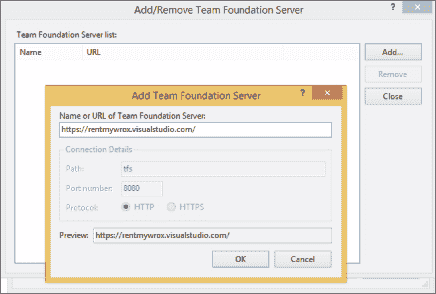 Add/Remove Team Foundation Server
? ×
Team Foundation Server list:
Name URL
Add...
Remove
Close
Add Team Foundation Server
? ×
Name or URL of Team Foundation Server:
https://rentmywrox.visualstudio.com/
Connection Details
Path: tfs
Port number: 8080
Protocol: HTTP HTTPS
Preview: https://rentmywrox.visualstudio.com/
OK Cancel